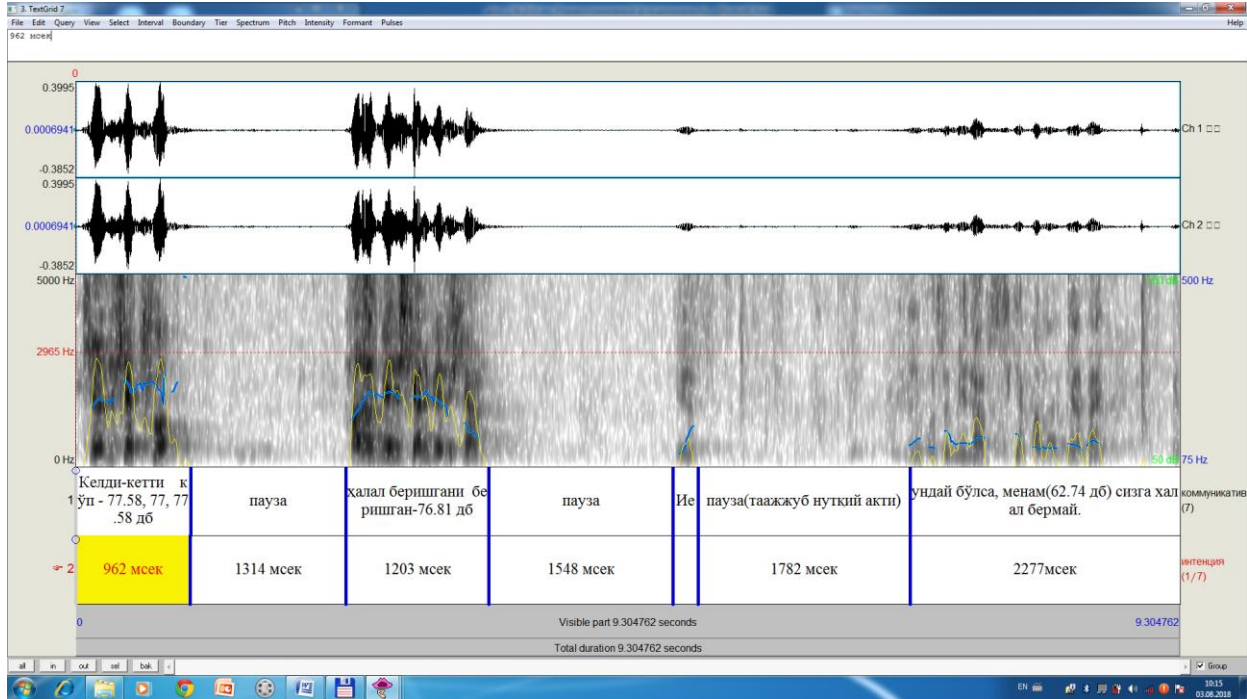 3. TextGrid 7
File Edit Query View Select Interval Boundary Tier Spectrum Pitch Intensity Formant Pulses Help
962 мсек
0
0.3995
0.0006941
-0.3852
Ch 1
0.3995
0.0006941
-0.3852
Ch 2
5000 Hz
500 Hz
2965 Hz
0 Hz
50 dB 75 Hz
1
Келди-кетти к
ўп - 77.58, 77, 77
.58 дб
пауза
ҳалал беришгани бе
ришган-76.81 дб
пауза
Ие
пауза(таажжуб нуткий акти)
ундай бўлса, менам(62.74 дб) сизга хал
ал бермай.
коммуникатив
(7)
2
962 мсек
1314 мсек
1203 мсек
1548 мсек
1782 мсек
2277мсек
интенция
(1/7)
0 Visible part 9.304762 seconds 9.304762
Total duration 9.304762 seconds
all in out sel bak Group
EN 10:15
03.08.2018